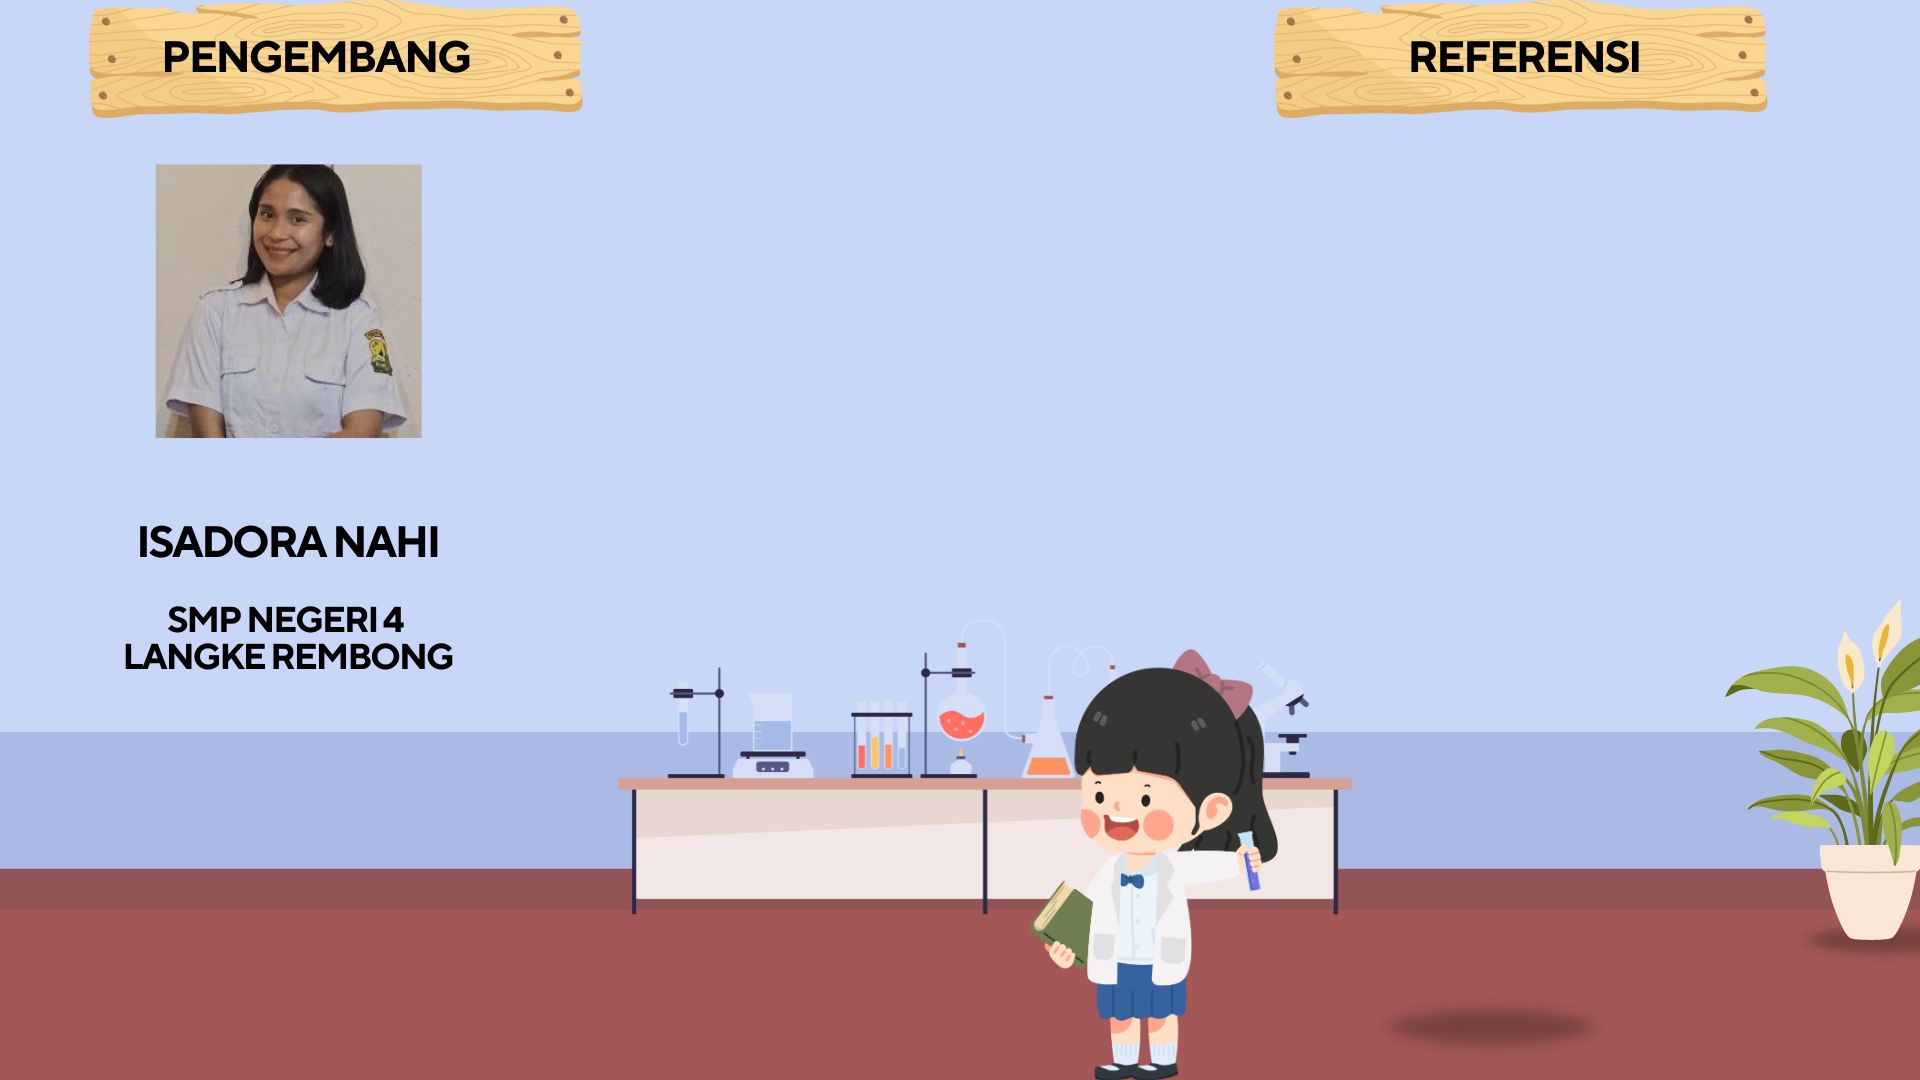 PENGEMBANG
REFERENSI
ISADORA NAHI
SMP NEGERI 4
LANGKE REMBONG